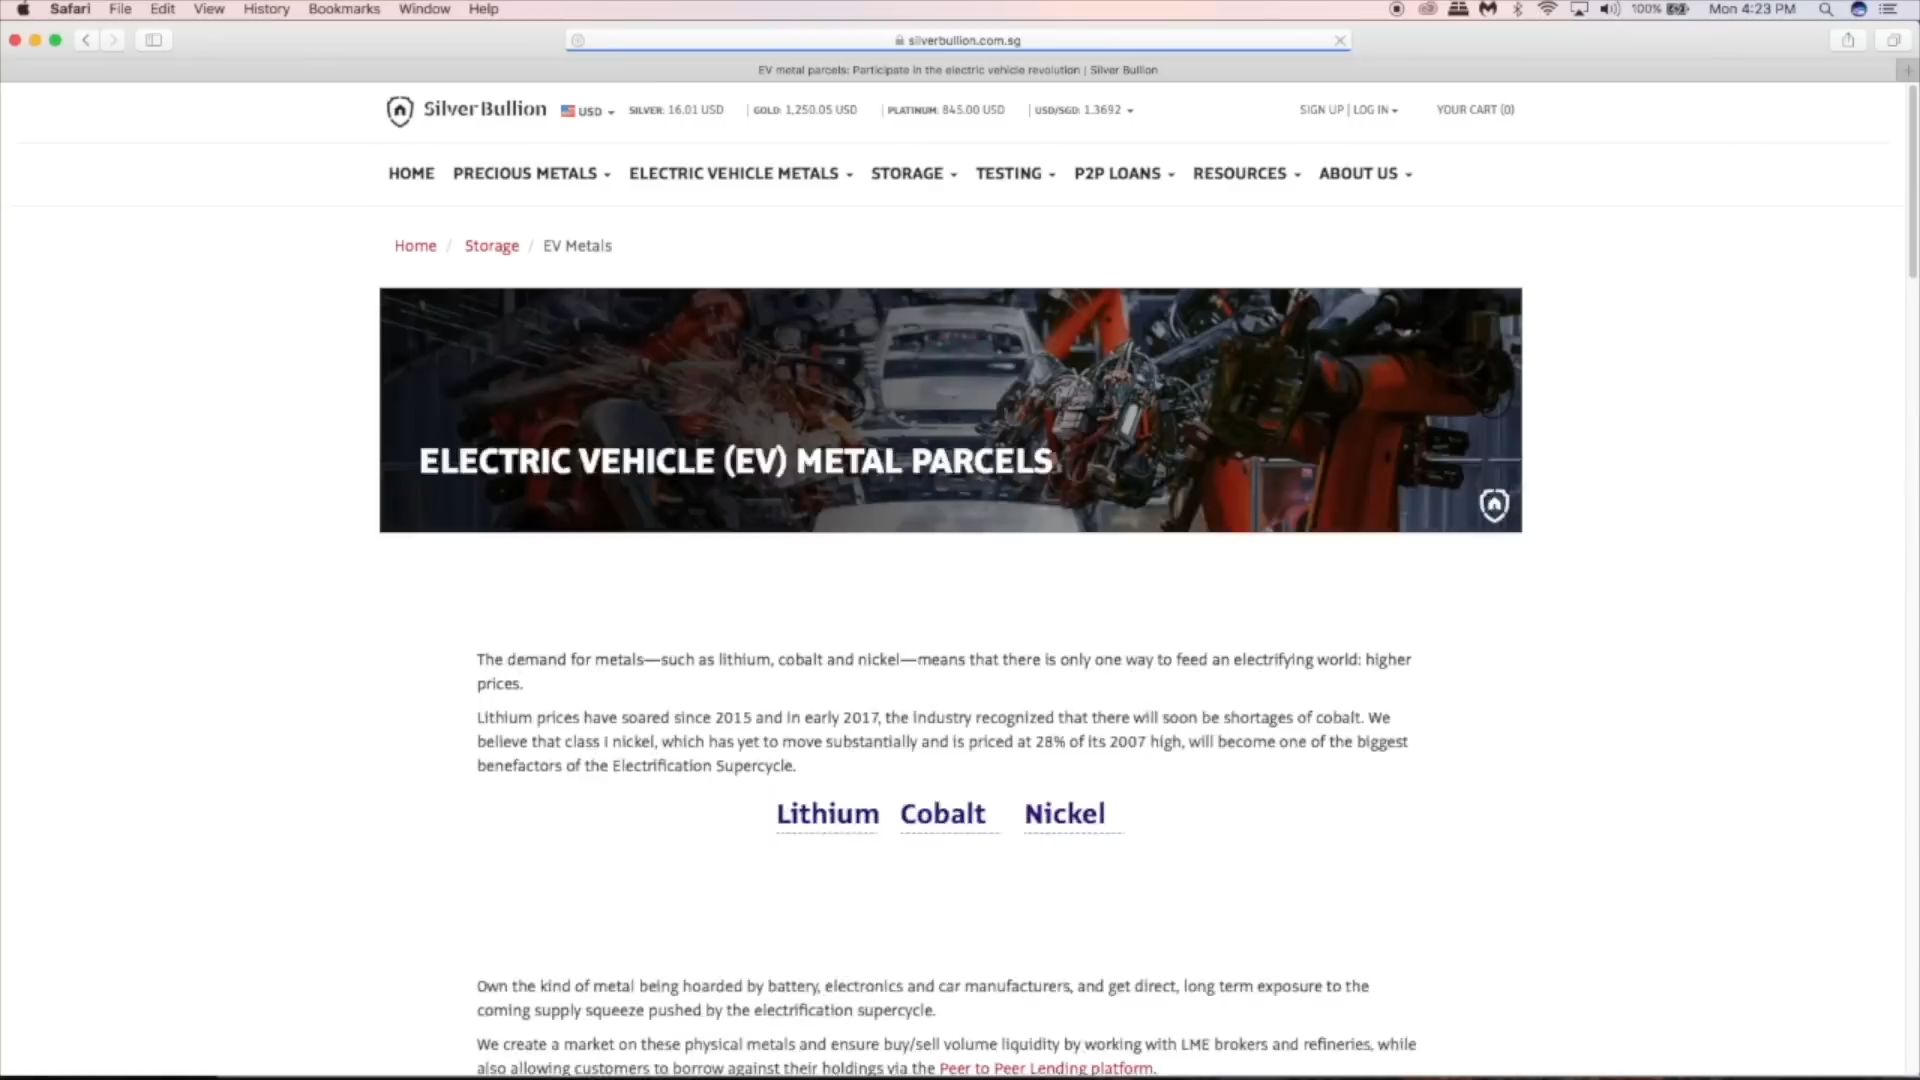 Safari File Edit View History Bookmarks Window Help 100% Mon 4:23 PM
silverbullion.com.sg
EV metal parcels: Participate in the electric vehicle revolution | Silver Bullion
Silver Bullion USD SILVER: 16.01 USD | GOLD: 1,250.05 USD | PLATINUM: 845.00 USD | USD/SGD: 1.3692 SIGN UP | LOG IN YOUR CART (0)
HOME PRECIOUS METALS ELECTRIC VEHICLE METALS STORAGE TESTING P2P LOANS RESOURCES ABOUT US
Home / Storage / EV Metals
ELECTRIC VEHICLE (EV) METAL PARCELS
The demand for metals—such as lithium, cobalt and nickel—means that there is only one way to feed an electrifying world: higher
prices.
Lithium prices have soared since 2015 and in early 2017, the industry recognized that there will soon be shortages of cobalt. We
believe that class I nickel, which has yet to move substantially and is priced at 28% of its 2007 high, will become one of the biggest
benefactors of the Electrification Supercycle.
Lithium Cobalt Nickel
Own the kind of metal being hoarded by battery, electronics and car manufacturers, and get direct, long term exposure to the
coming supply squeeze pushed by the electrification supercycle.
We create a market on these physical metals and ensure buy/sell volume liquidity by working with LME brokers and refineries, while
also allowing customers to borrow against their holdings via the Peer to Peer Lending platform.